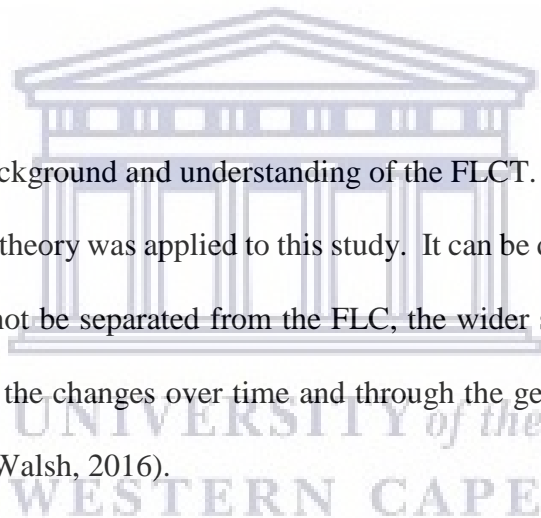 ckground and understanding of the FLCT.
theory was applied to this study. It can be
not be separated from the FLC, the wider
the changes over time and through the ge
Walsh, 2016).
UNIVERSITY of the
WESTERN CAPE